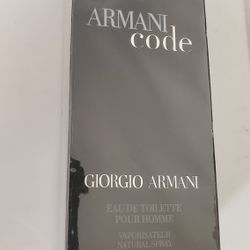 ARMANI
code
GIORGIO ARMANI
EAU DE TOILETTE
POUR HOMME
VAPORISATEUR
NATURAL SPRAY